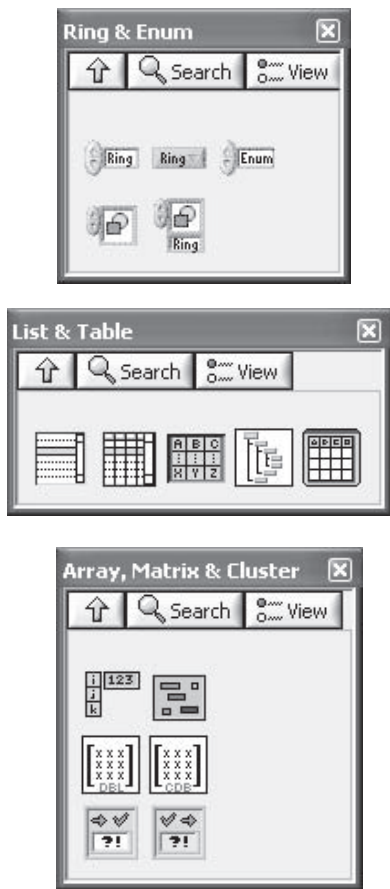 Ring & Enum
Search View
Ring Ring Enum
Ring
List & Table
Search View
A B C
X Y Z
A B C D
Array, Matrix & Cluster
Search View
i 123
j
k
x x x x x x
x x x x x x
x x x x x x
DBL CDB
?! ?!